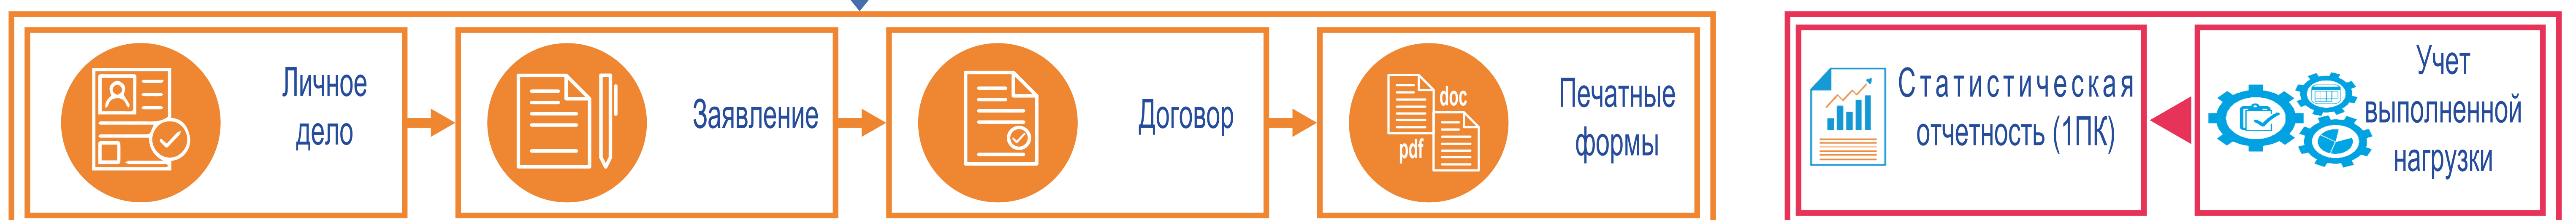 Личное
дело
Заявление
Договор
doc
pdf
Печатные
формы
Статистическая
отчетность (1ПК)
Учет
выполненной
нагрузки